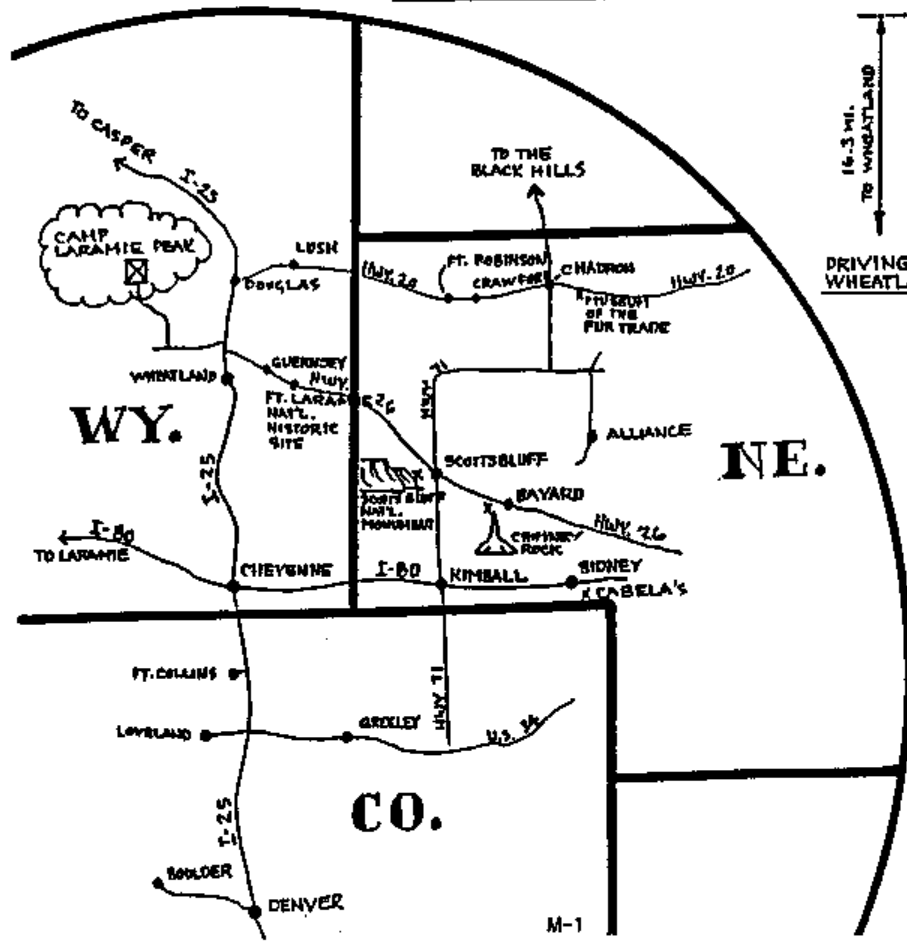 TO CASPER
I-25
CAMP
LARAMIE PEAK
LUSH
DOUGLAS
TO THE
BLACK HILLS
HWY. 20
FT. ROBINSON
CRAWFORD
CHADRON
HWY. 20
X MUSEUM
OF THE
FUR TRADE
16.3 MI.
TO WHEATLAND
DRIVING
WHEATLA
WHEATLAND
GUERNSEY
HWY.
26
FT. LARAMIE
NAT'L.
HISTORIC
SITE
HWY 71
ALLIANCE
WY.
NE.
SCOTTSBLUFF
SCOTTS BLUFF
NAT'L.
MONUMENT
BAYARD
X
CHIMNEY
ROCK
HWY. 26
I-25
I-80
TO LARAMIE
CHEYENNE
I-80
KIMBALL
SIDNEY
X CABELA'S
FT. COLLINS
HWY 71
LOVELAND
GREELEY
U.S. 34
I-25
CO.
BOULDER
DENVER
M-1